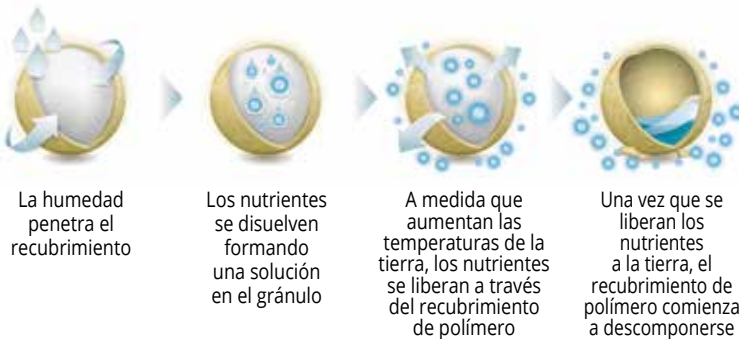 La humedad
penetra el
recubrimiento
Los nutrientes
se disuelven
formando
una solución
en el gránulo
A medida que
aumentan las
temperaturas de la
tierra, los nutrientes
se liberan a través
del recubrimiento
de polímero
Una vez que se
liberan los
nutrientes
a la tierra, el
recubrimiento de
polímero comienza
a descomponerse